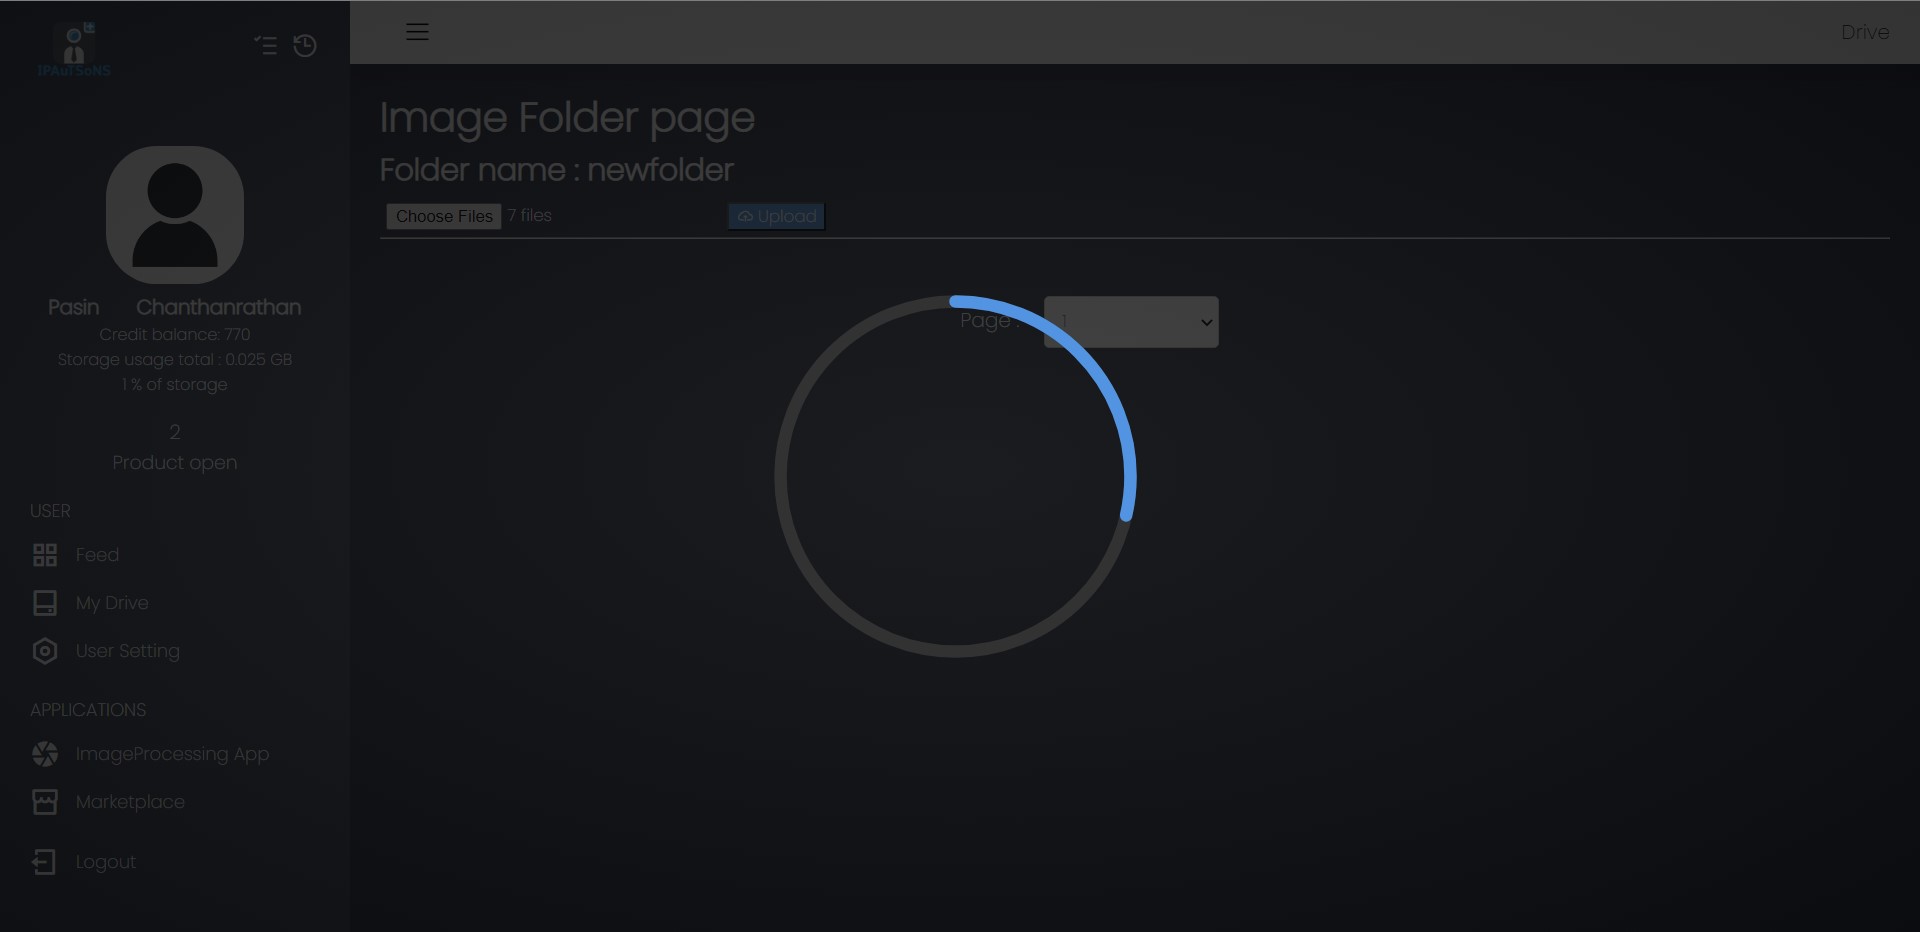 IPAuTSoNS
Drive
Image Folder page
Folder name : newfolder
Choose Files 7 files Upload
Page : 1
Pasin Chanthanrathan
Credit balance: 770
Storage usage total : 0.025 GB
1 % of storage
2
Product open
USER
Feed
My Drive
User Setting
APPLICATIONS
ImageProcessing App
Marketplace
Logout